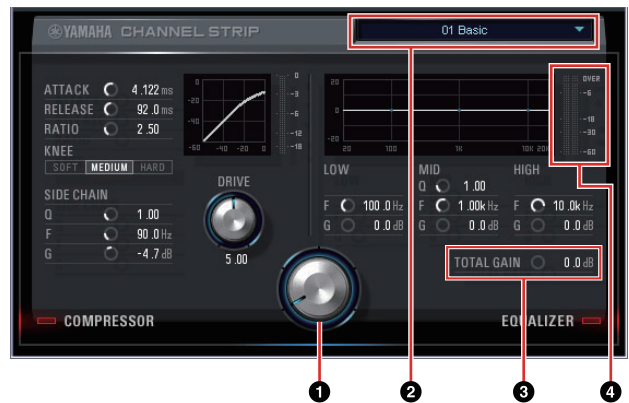 YAMAHA CHANNEL STRIP
01 Basic
ATTACK 4.122 ms
RELEASE 92.0 ms
RATIO 2.50
KNEE
SOFT MEDIUM HARD
SIDE CHAIN
Q 1.00
F 90.0 Hz
G -4.7 dB
0
-20
-40
-60 -40 -20 0
0
-3
-6
-12
-18
DRIVE
5.00
20
0
-20
20 100 1K 10K 20K
OVER
-6
-18
-30
-60
LOW
F 100.0 Hz
G 0.0 dB
MID
Q 1.00
F 1.00k Hz
G 0.0 dB
HIGH
F 10.0k Hz
G 0.0 dB
TOTAL GAIN 0.0 dB
COMPRESSOR
EQUALIZER
1 2 3 4